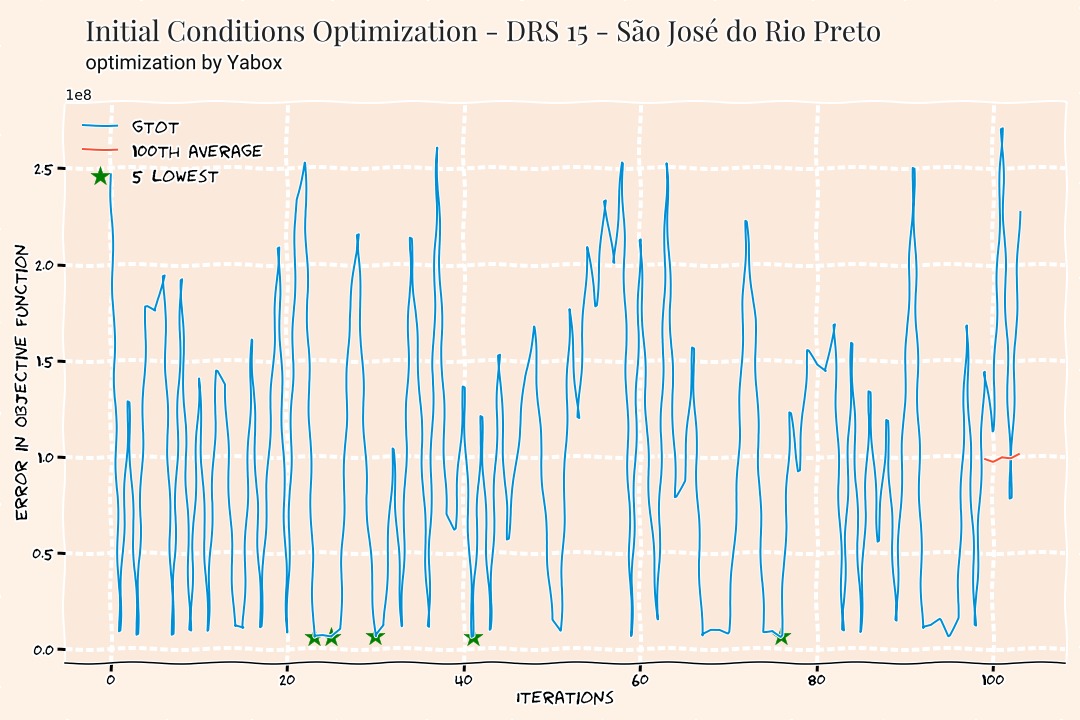 Initial Conditions Optimization - DRS 15 - São José do Rio Preto
optimization by Yabox
1e8
GTOT
100TH AVERAGE
5 LOWEST
2.5
2.0
1.5
1.0
0.5
0.0
ERROR IN OBJECTIVE FUNCTION
0 20 40 60 80 100
ITERATIONS